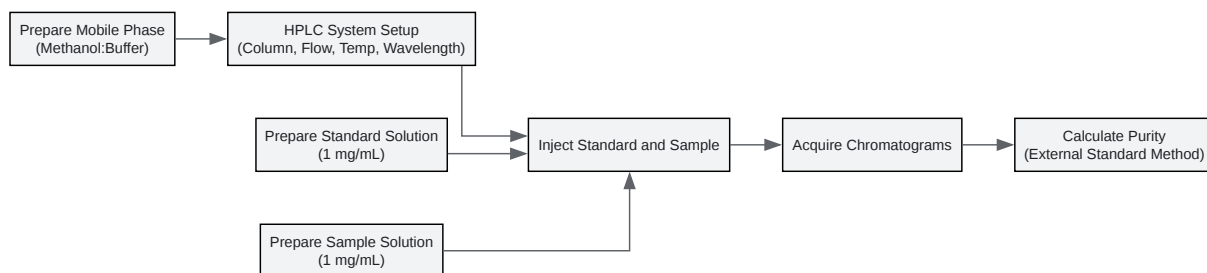 Prepare Mobile Phase
(Methanol:Buffer)
HPLC System Setup
(Column, Flow, Temp, Wavelength)
Prepare Standard Solution
(1 mg/mL)
Inject Standard and Sample
Acquire Chromatograms
Calculate Purity
(External Standard Method)
Prepare Sample Solution
(1 mg/mL)